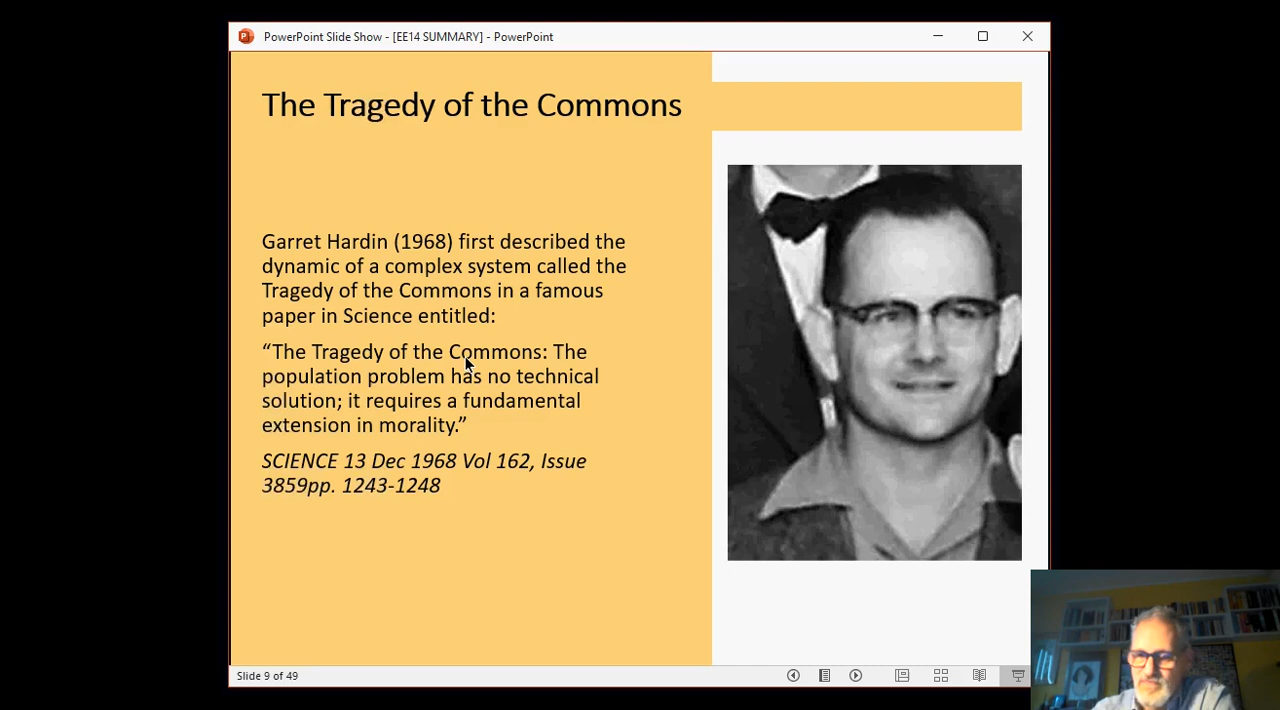 PowerPoint Slide Show - [EE14 SUMMARY] - PowerPoint
The Tragedy of the Commons
Garret Hardin (1968) first described the
dynamic of a complex system called the
Tragedy of the Commons in a famous
paper in Science entitled:
“The Tragedy of the Commons: The
population problem has no technical
solution; it requires a fundamental
extension in morality.”
SCIENCE 13 Dec 1968 Vol 162, Issue
3859pp. 1243-1248
Slide 9 of 49